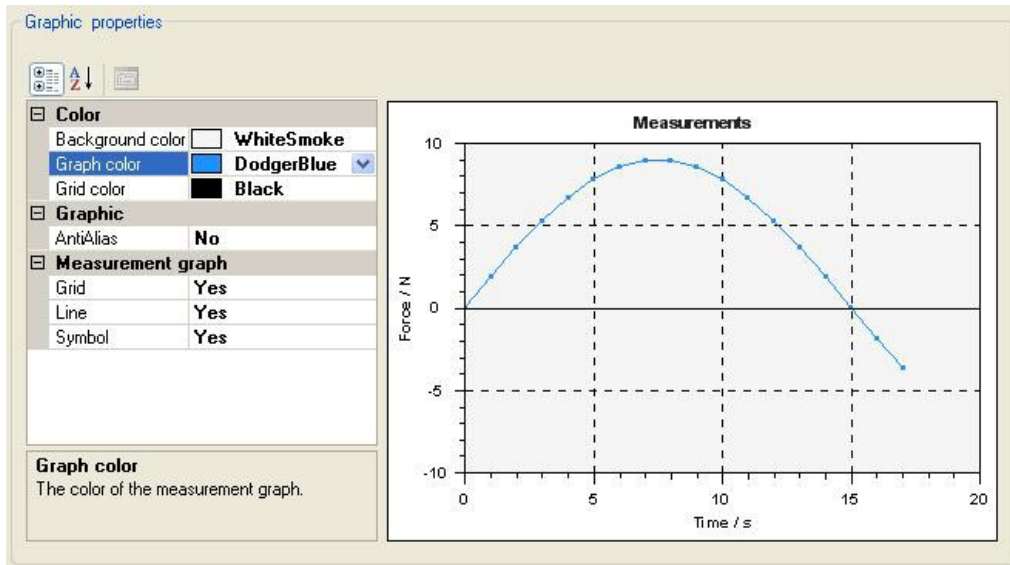 Graphic properties
Color
Background color WhiteSmoke
Graph color DodgerBlue
Grid color Black
Graphic
AntiAlias No
Measurement graph
Grid Yes
Line Yes
Symbol Yes
Graph color
The color of the measurement graph.
Measurements
10
5
0
-5
-10
Force / N
0 5 10 15 20
Time / s